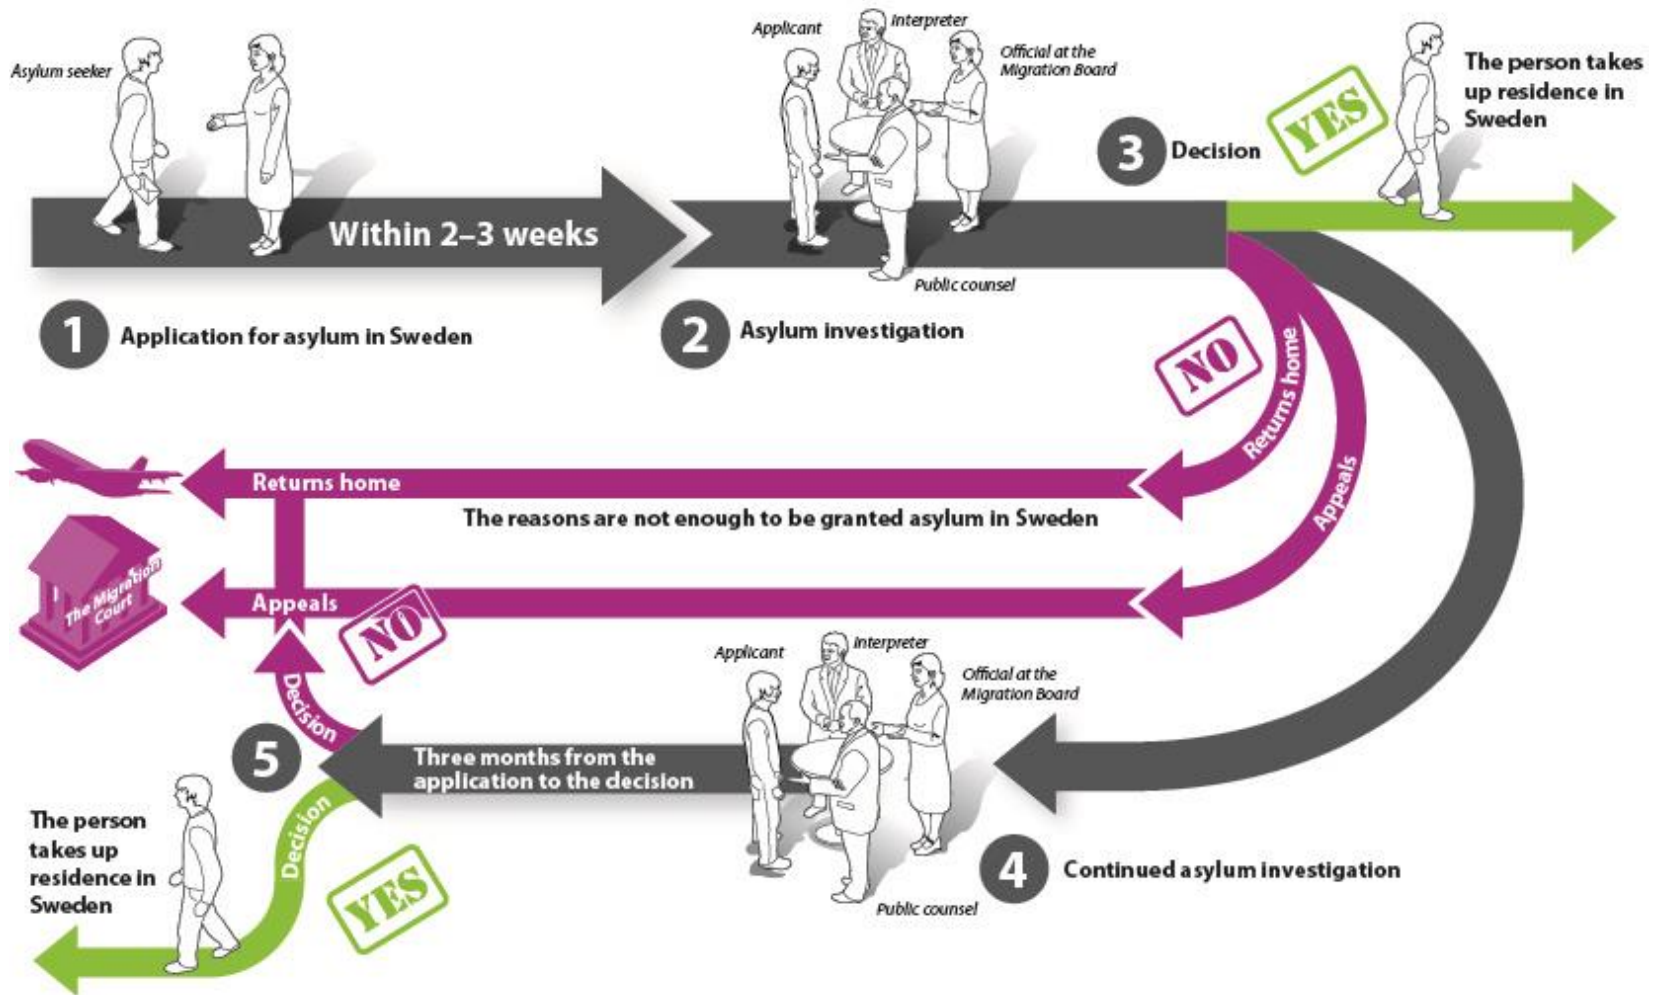 Asylum seeker
Within 2–3 weeks
1
Application for asylum in Sweden
Applicant
Interpreter
Official at the
Migration Board
Public counsel
2
Asylum investigation
3
Decision
YES
The person takes
up residence in
Sweden
NO
Returns home
Appeals
Returns home
The reasons are not enough to be granted asylum in Sweden
The Migration
Court
Appeals
NO
Applicant
Interpreter
Official at the
Migration Board
Public counsel
4
Continued asylum investigation
Three months from the
application to the decision
5
Decision
Decision
YES
The person
takes up
residence in
Sweden